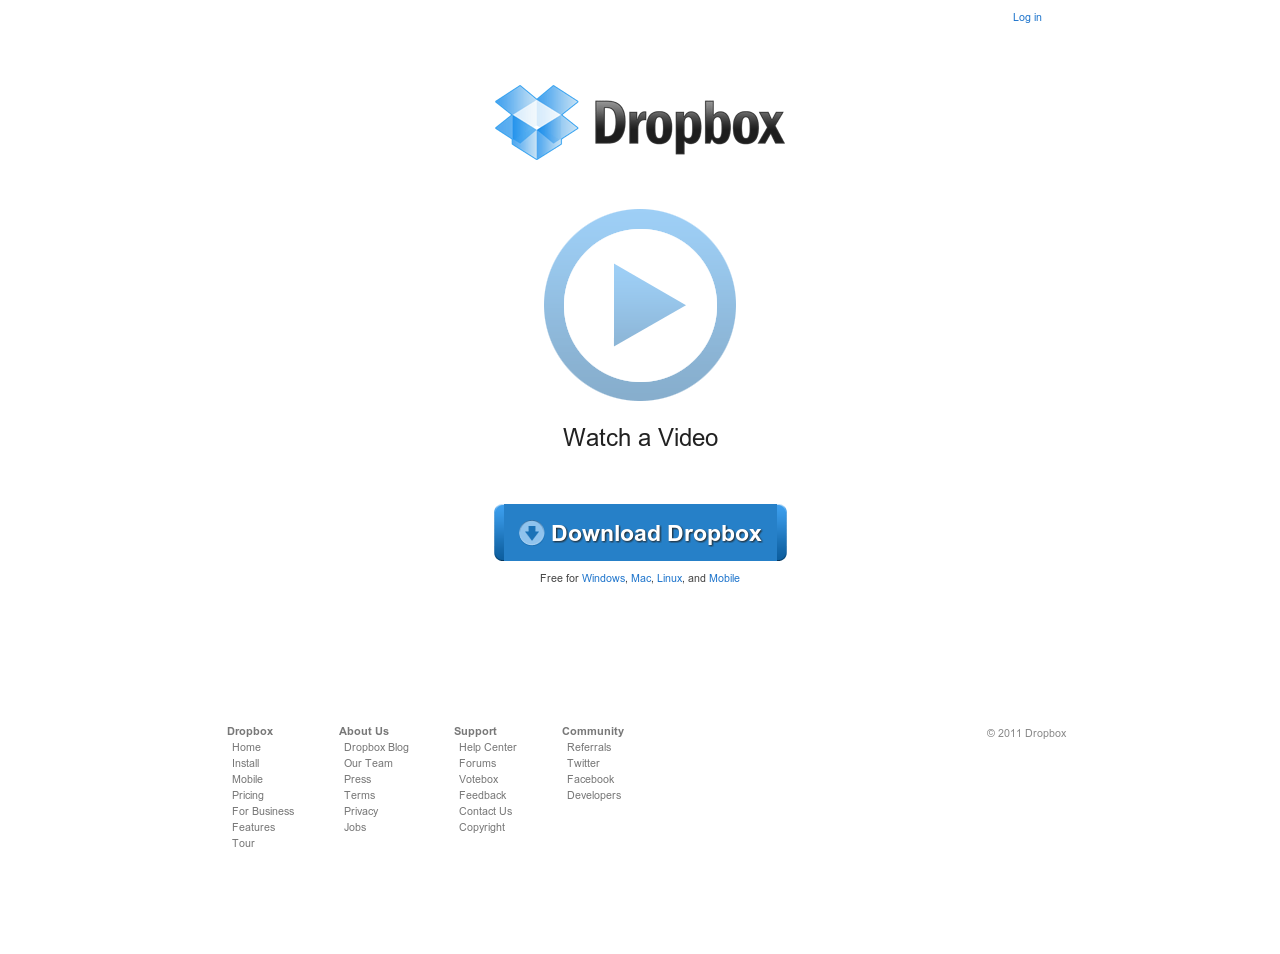 Log in
Dropbox
Watch a Video
Download Dropbox
Free for Windows, Mac, Linux, and Mobile
Dropbox
Home
Install
Mobile
Pricing
For Business
Features
Tour
About Us
Dropbox Blog
Our Team
Press
Terms
Privacy
Jobs
Support
Help Center
Forums
Votebox
Feedback
Contact Us
Copyright
Community
Referrals
Twitter
Facebook
Developers
© 2011 Dropbox